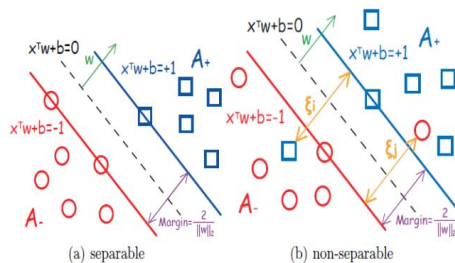 xᵀw+b=0
w
xᵀw+b=+1
A+
xᵀw+b=-1
A-
Margin=2/||w||₂
(a) separable
xᵀw+b=0
w
xᵀw+b=+1
A+
ξi
xᵀw+b=-1
ξj
A-
Margin=2/||w||₂
(b) non-separable